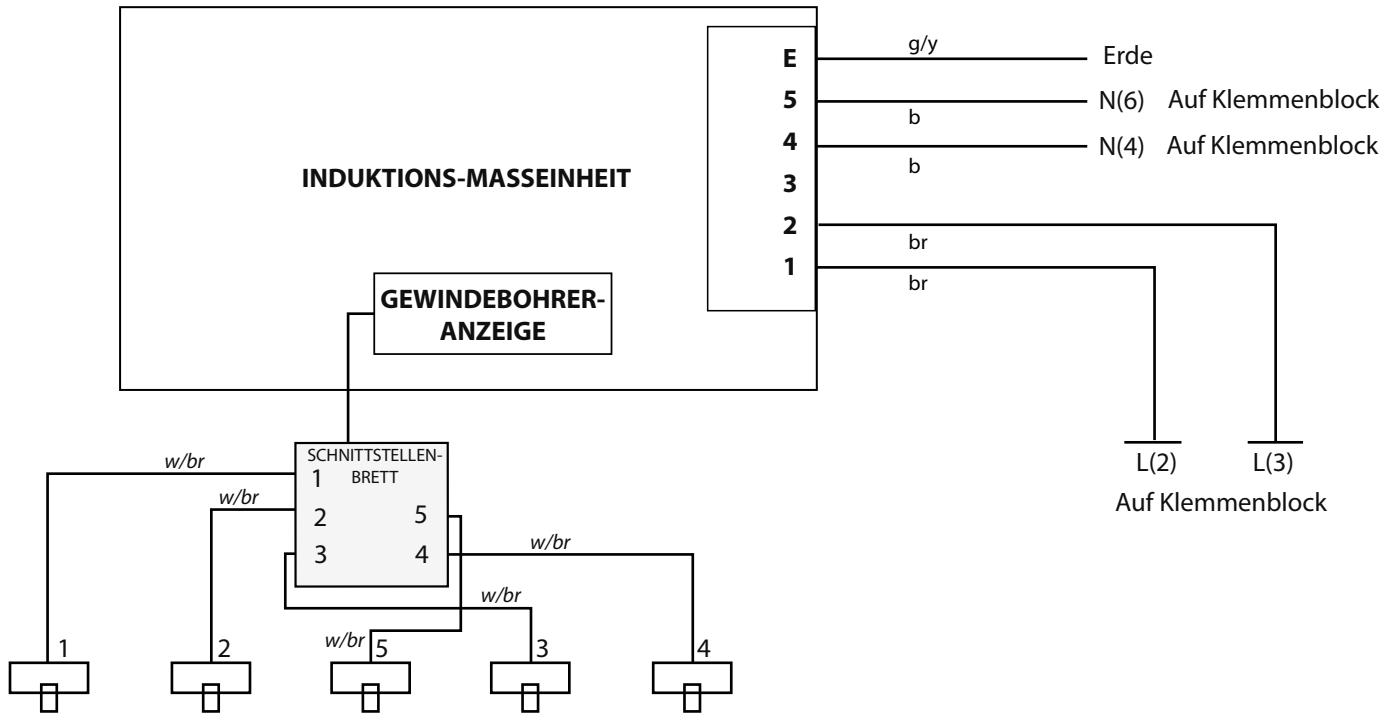 E g/y Erde
5 b N(6) Auf Klemmenblock
4 b N(4) Auf Klemmenblock
INDUKTIONS-MASSEINHEIT
3
2 br
1 br
GEWINDEBOHRER-
ANZEIGE
L(2) L(3)
Auf Klemmenblock
SCHNITTSTELLEN-
BRETT
w/br 1
w/br 2 5
3 4 w/br
w/br
w/br
1 2 5 3 4